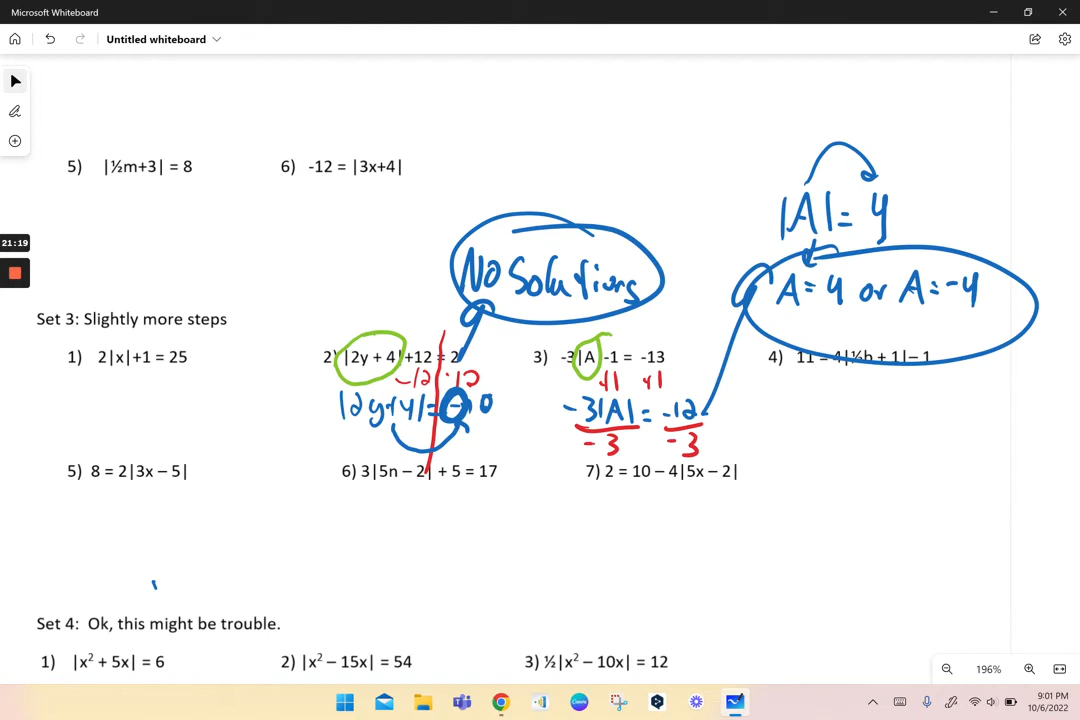 Microsoft Whiteboard
Untitled whiteboard
5) |½m+3| = 8
6) -12 = |3x+4|
|A| = 4
21:19
No Solutions
A = 4 or A = -4
Set 3: Slightly more steps
1) 2|x|+1 = 25
2) |2y + 4|+12 = 2
3) -3|A| -1 = -13
4) 11 = 4|½b + 1| – 1
-12 -12
+1 +1
|2y+4| = -10
-3|A| = -12
-3 -3
5) 8 = 2|3x – 5|
6) 3|5n – 2| + 5 = 17
7) 2 = 10 – 4|5x – 2|
Set 4: Ok, this might be trouble.
1) |x² + 5x| = 6
2) |x² – 15x| = 54
3) ½|x² – 10x| = 12
196%
9:01 PM
10/6/2022